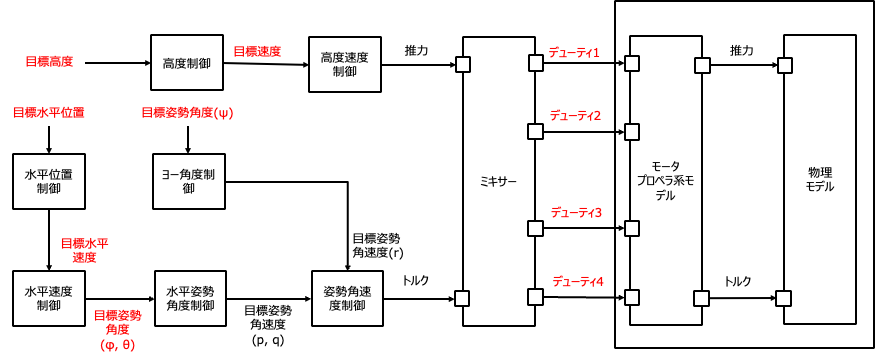 目標高度
高度制御
目標速度
高度速度
制御
推力
デューティ1
推力
目標水平位置
目標姿勢角度(ψ)
デューティ2
水平位置
制御
ヨー角度制
御
ミキサー
モータ
プロペラ系モ
デル
物理
モデル
目標水平
速度
目標姿勢
角速度(r)
デューティ3
水平速度
制御
水平姿勢
角度制御
姿勢角速
度制御
トルク
デューティ4
トルク
目標姿勢
角度
(φ, θ)
目標姿勢
角速度
(p, q)